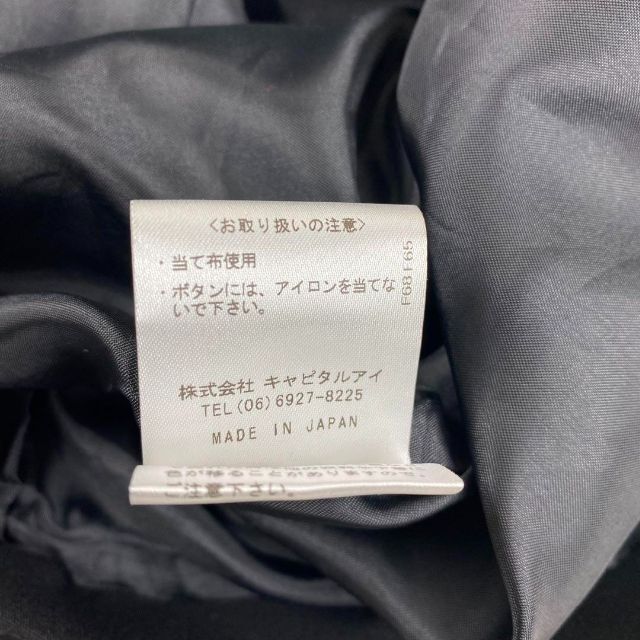 〈お取り扱いの注意〉
・当て布使用
・ボタンには、アイロンを当てな
いで下さい。
F68F65
株式会社 キャピタルアイ
TEL(06)6927-8225
MADE IN JAPAN
注意下さい。